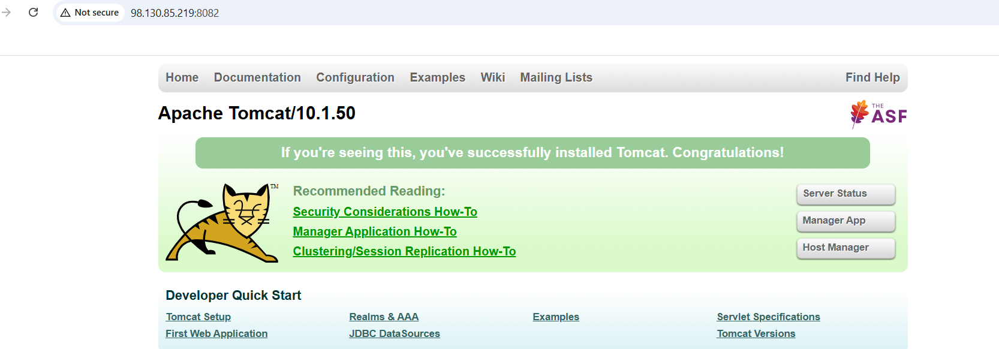 Not secure 98.130.85.219:8082
Home Documentation Configuration Examples Wiki Mailing Lists Find Help
Apache Tomcat/10.1.50
THE
ASF
If you're seeing this, you've successfully installed Tomcat. Congratulations!
TM
Recommended Reading:
Security Considerations How-To
Manager Application How-To
Clustering/Session Replication How-To
Server Status
Manager App
Host Manager
Developer Quick Start
Tomcat Setup Realms & AAA Examples Servlet Specifications
First Web Application JDBC DataSources Tomcat Versions